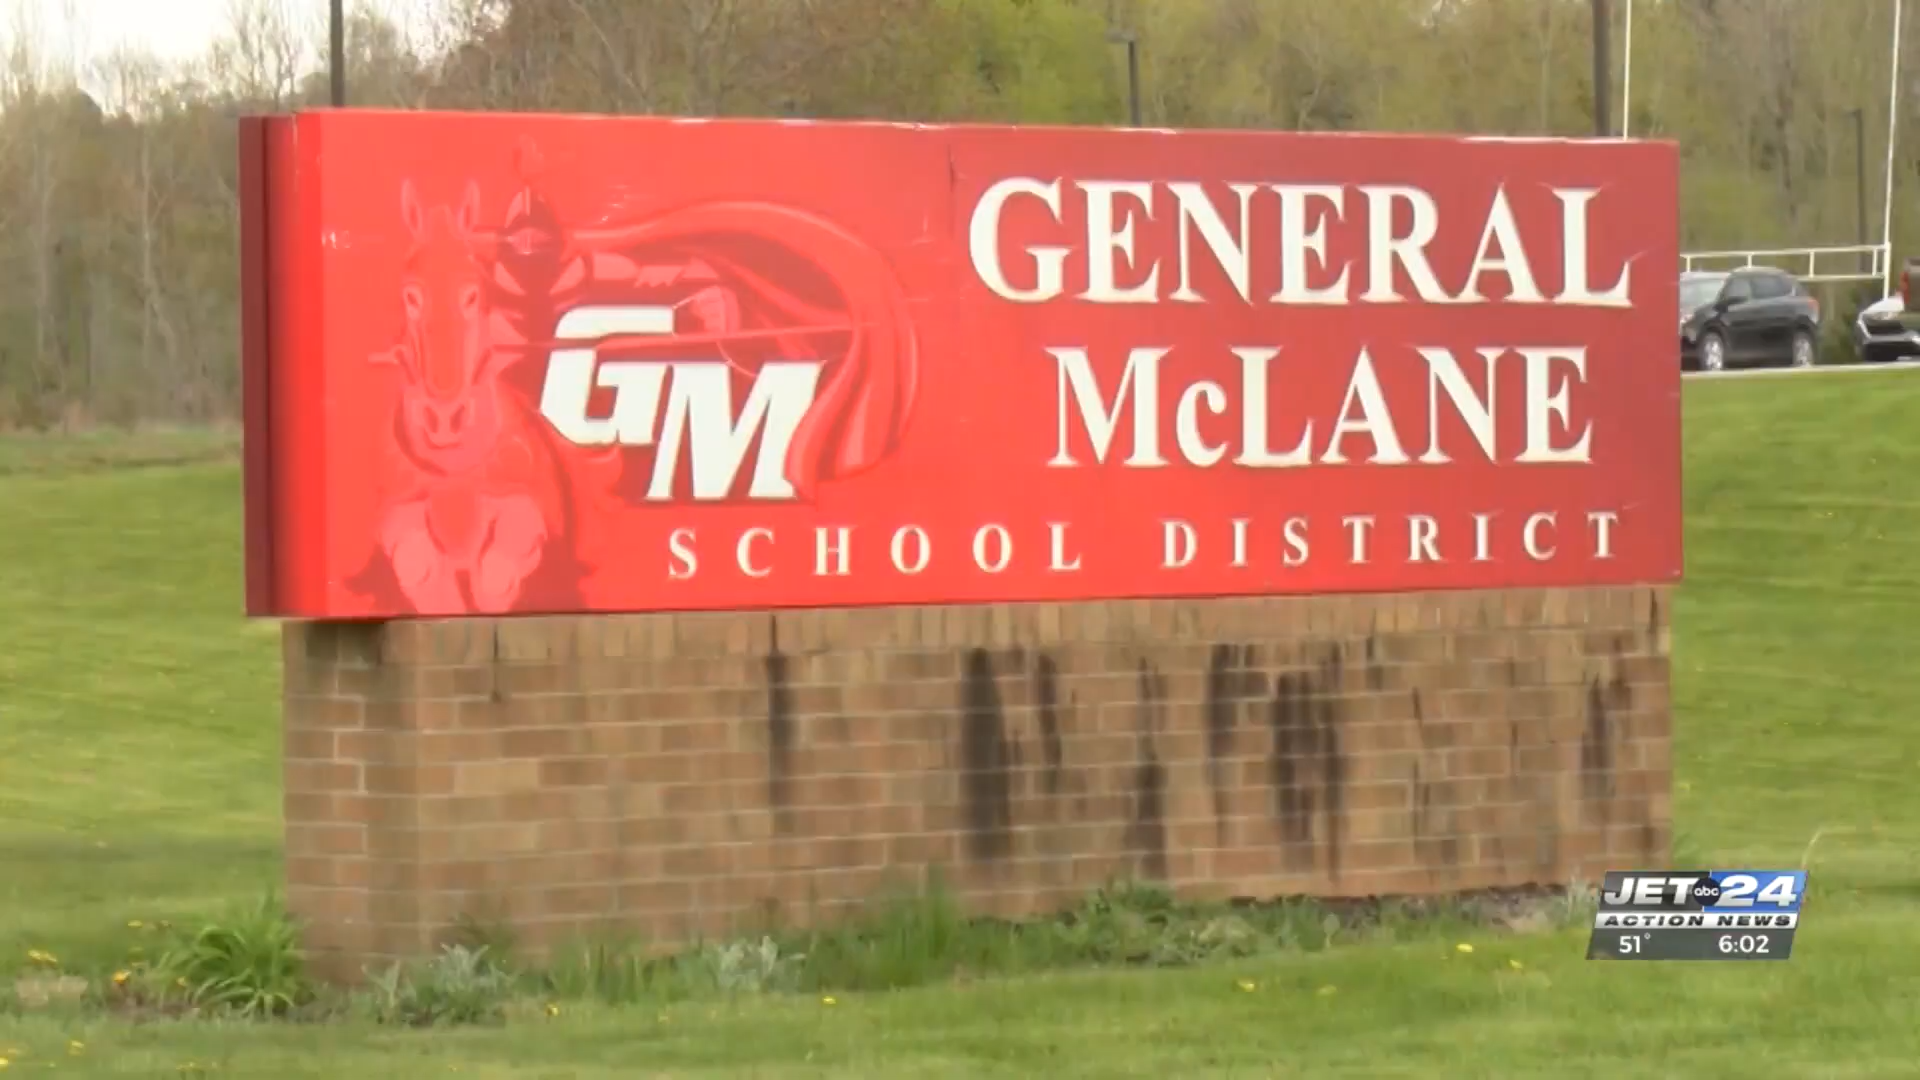 GENERAL
McLANE
GM
SCHOOL DISTRICT
JET abc 24
ACTION NEWS
51° 6:02